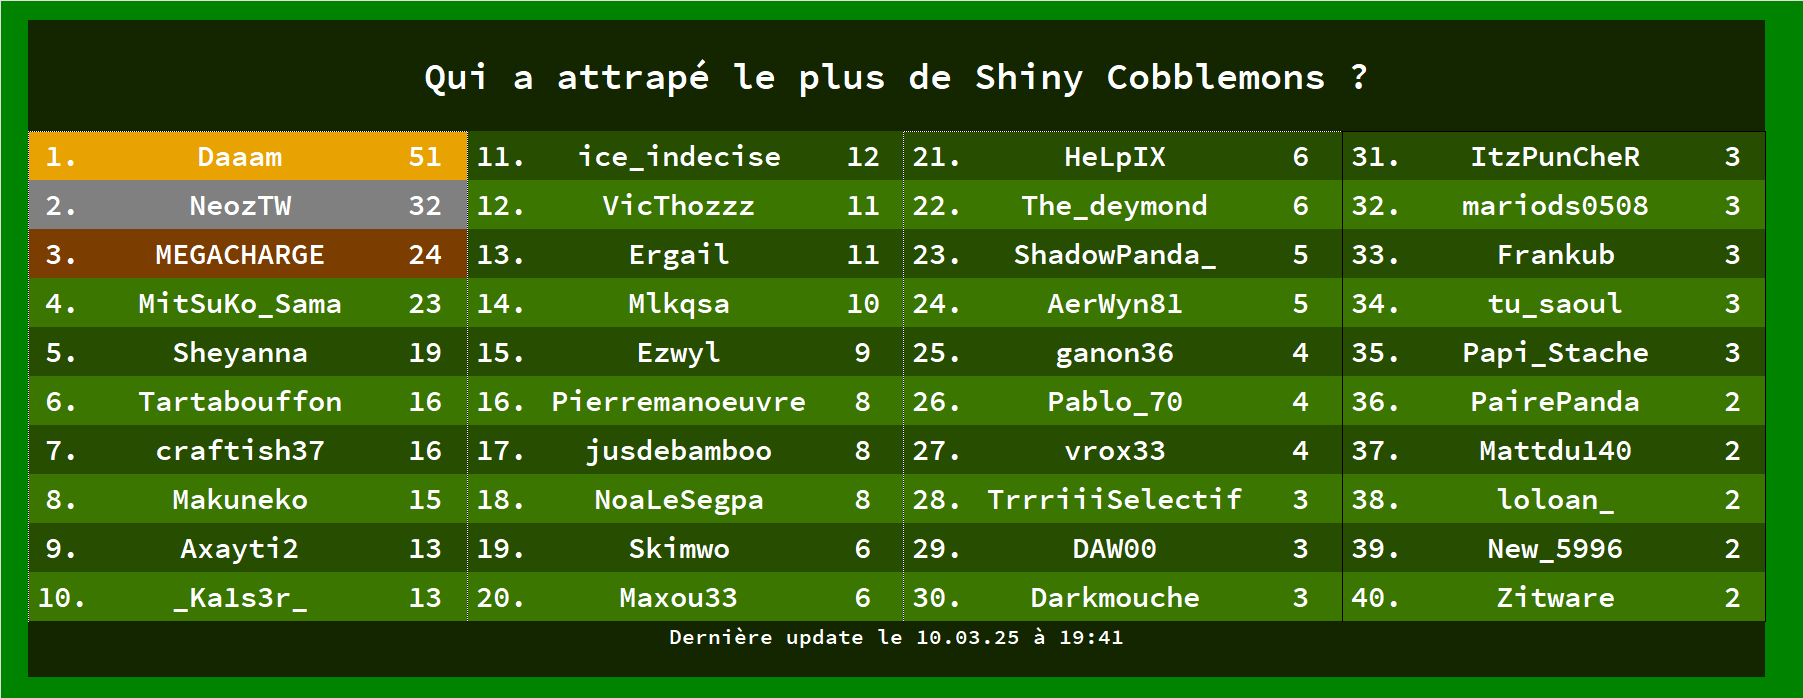 Qui a attrapé le plus de Shiny Cobblemons ?
1. Daaam 51
2. NeozTW 32
3. MEGACHARGE 24
4. MitSuKo_Sama 23
5. Sheyanna 19
6. Tartabouffon 16
7. craftish37 16
8. Makuneko 15
9. Axayti2 13
10. _Ka1s3r_ 13
11. ice_indecise 12
12. VicThozzz 11
13. Ergail 11
14. Mlkqsa 10
15. Ezwyl 9
16. Pierremanoeuvre 8
17. jusdebamboo 8
18. NoaLeSegpa 8
19. Skimwo 6
20. Maxou33 6
21. HeLpIX 6
22. The_deymond 6
23. ShadowPanda_ 5
24. AerWyn81 5
25. ganon36 4
26. Pablo_70 4
27. vrox33 4
28. TrrriiiSelectif 3
29. DAW00 3
30. Darkmouche 3
31. ItzPunCheR 3
32. mariods0508 3
33. Frankub 3
34. tu_saoul 3
35. Papi_Stache 3
36. PairePanda 2
37. Mattdu140 2
38. loloan_ 2
39. New_5996 2
40. Zitware 2
Dernière update le 10.03.25 à 19:41